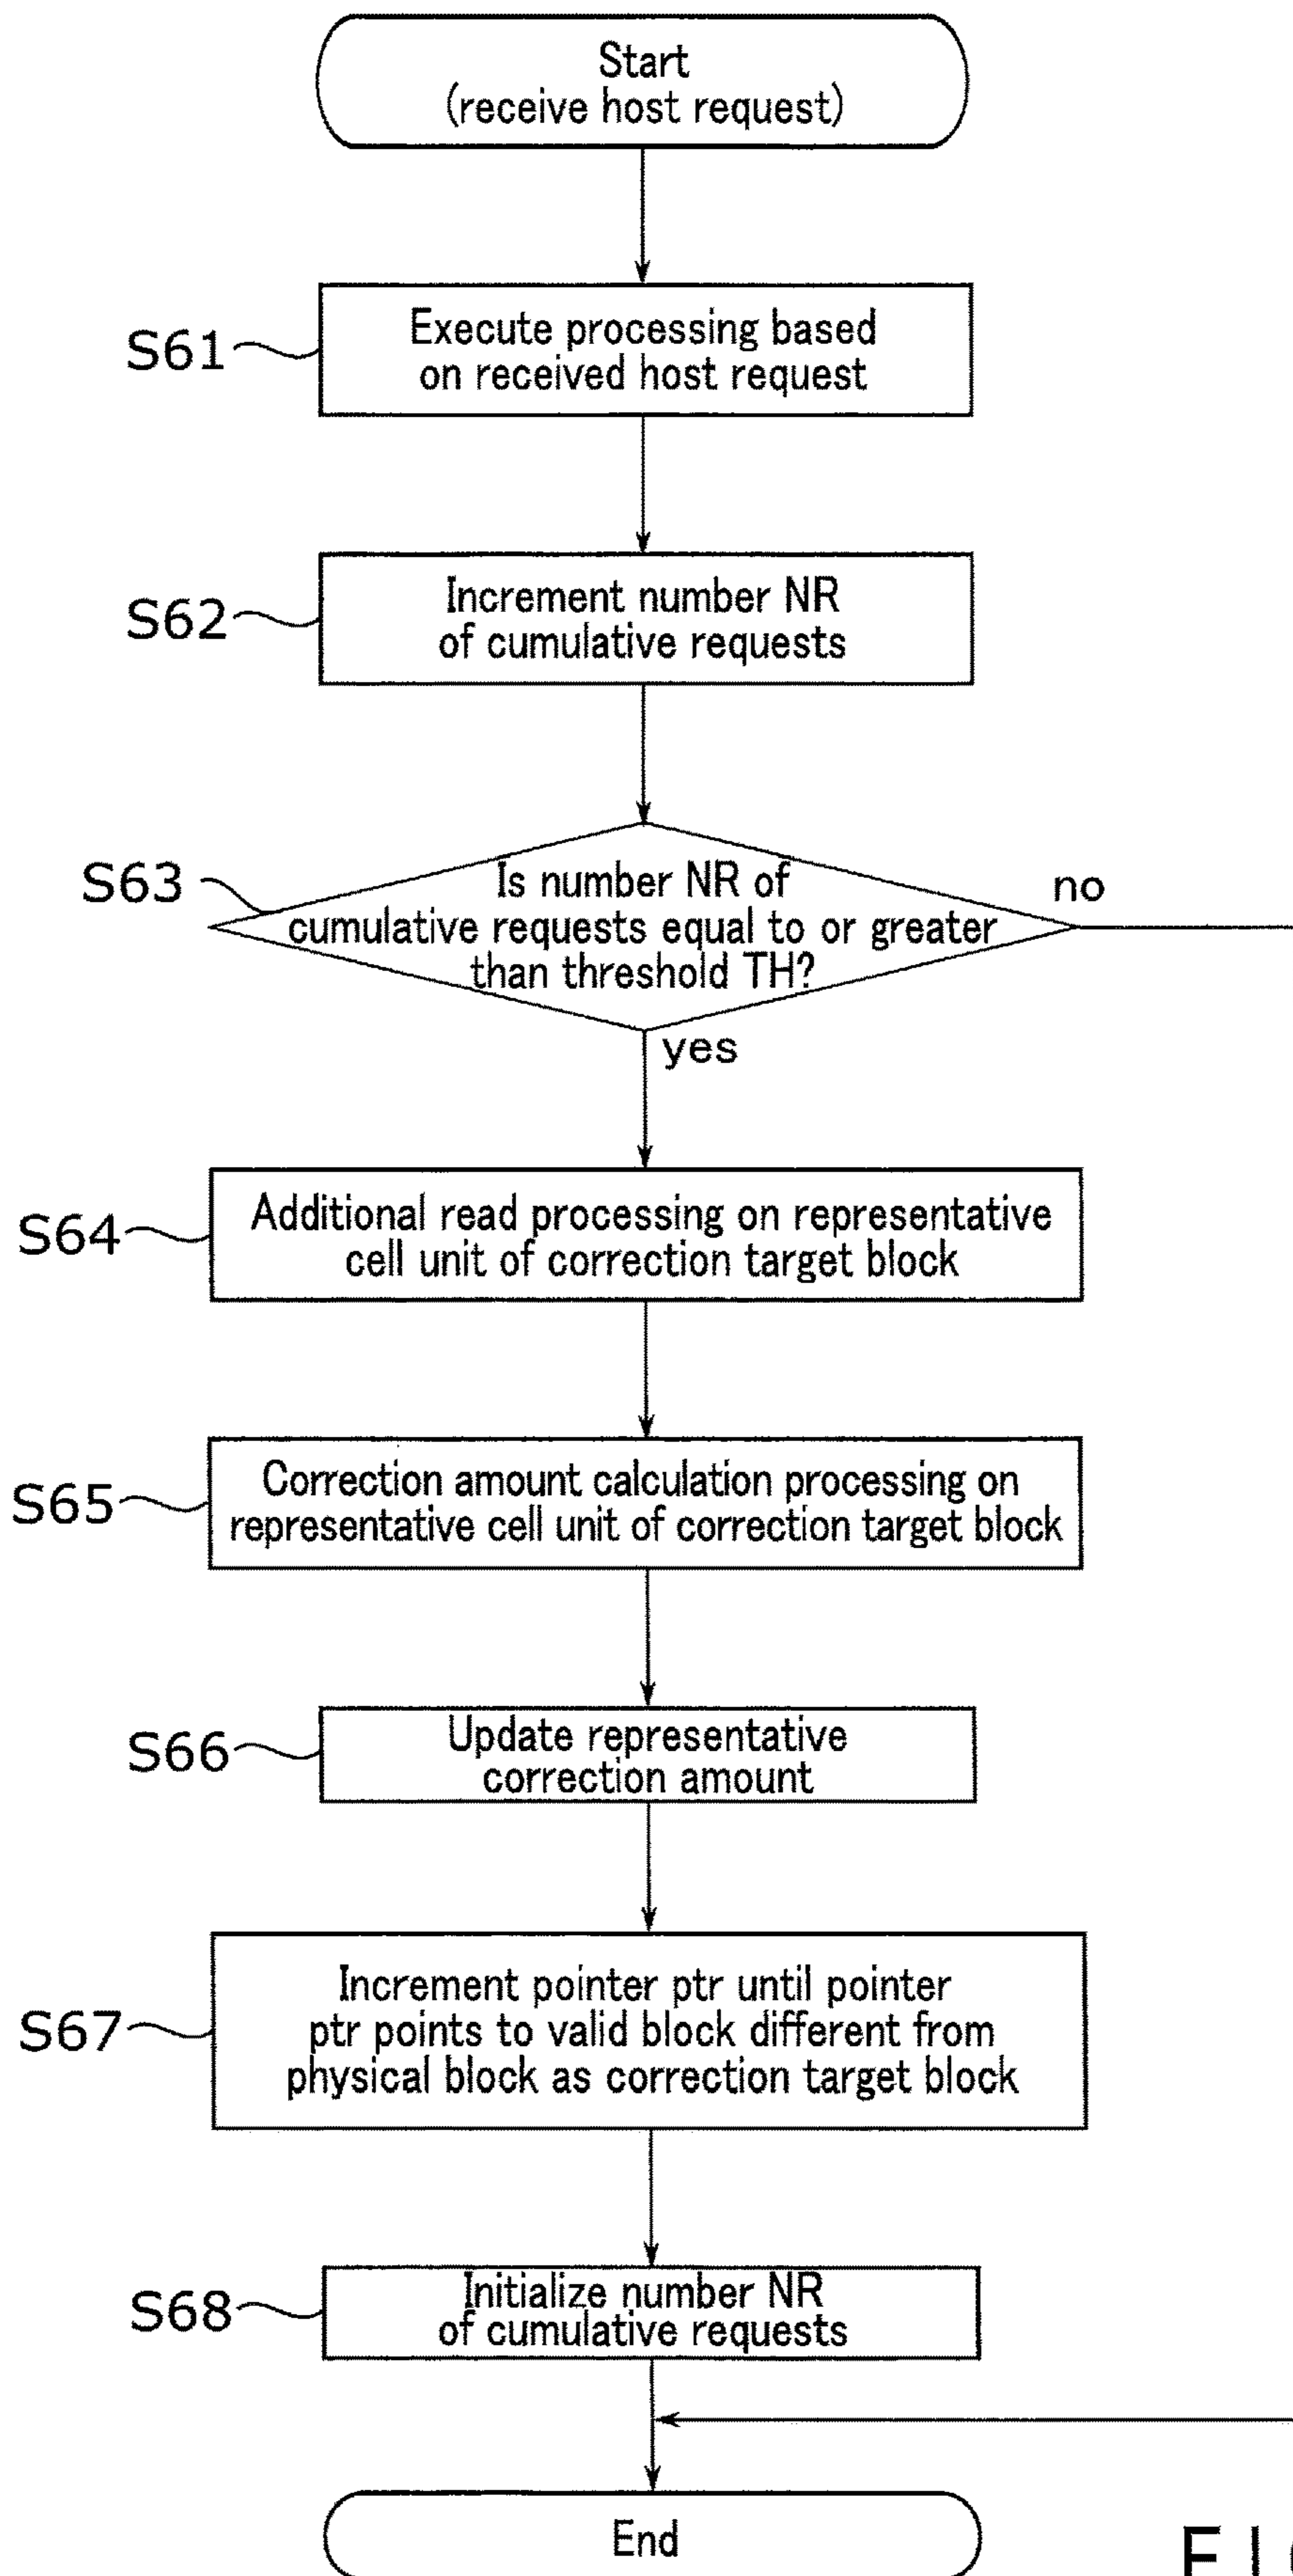 Start
(receive host request)
S61
Execute processing based
on received host request
S62
Increment number NR
of cumulative requests
S63
Is number NR of
cumulative requests equal to or greater
than threshold TH?
no
yes
S64
Additional read processing on representative
cell unit of correction target block
S65
Correction amount calculation processing on
representative cell unit of correction target block
S66
Update representative
correction amount
S67
Increment pointer ptr until pointer
ptr points to valid block different from
physical block as correction target block
S68
Initialize number NR
of cumulative requests
End